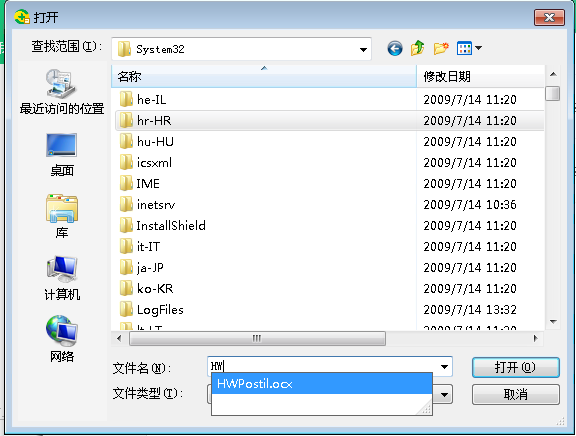 打开
查找范围(I):
System32
最近访问的位置
桌面
库
计算机
网络
名称 修改日期
he-IL 2009/7/14 11:20
hr-HR 2009/7/14 11:20
hu-HU 2009/7/14 11:20
icsxml 2009/7/14 11:20
IME 2009/7/14 11:20
inetsrv 2009/7/14 10:36
InstallShield 2009/7/14 11:20
it-IT 2009/7/14 11:20
ja-JP 2009/7/14 11:20
ko-KR 2009/7/14 11:20
LogFiles 2009/7/14 13:32
lt-LT 2009/7/14 11:20
文件名(N): HW 打开(O)
HWPostil.ocx
文件类型(T): 取消